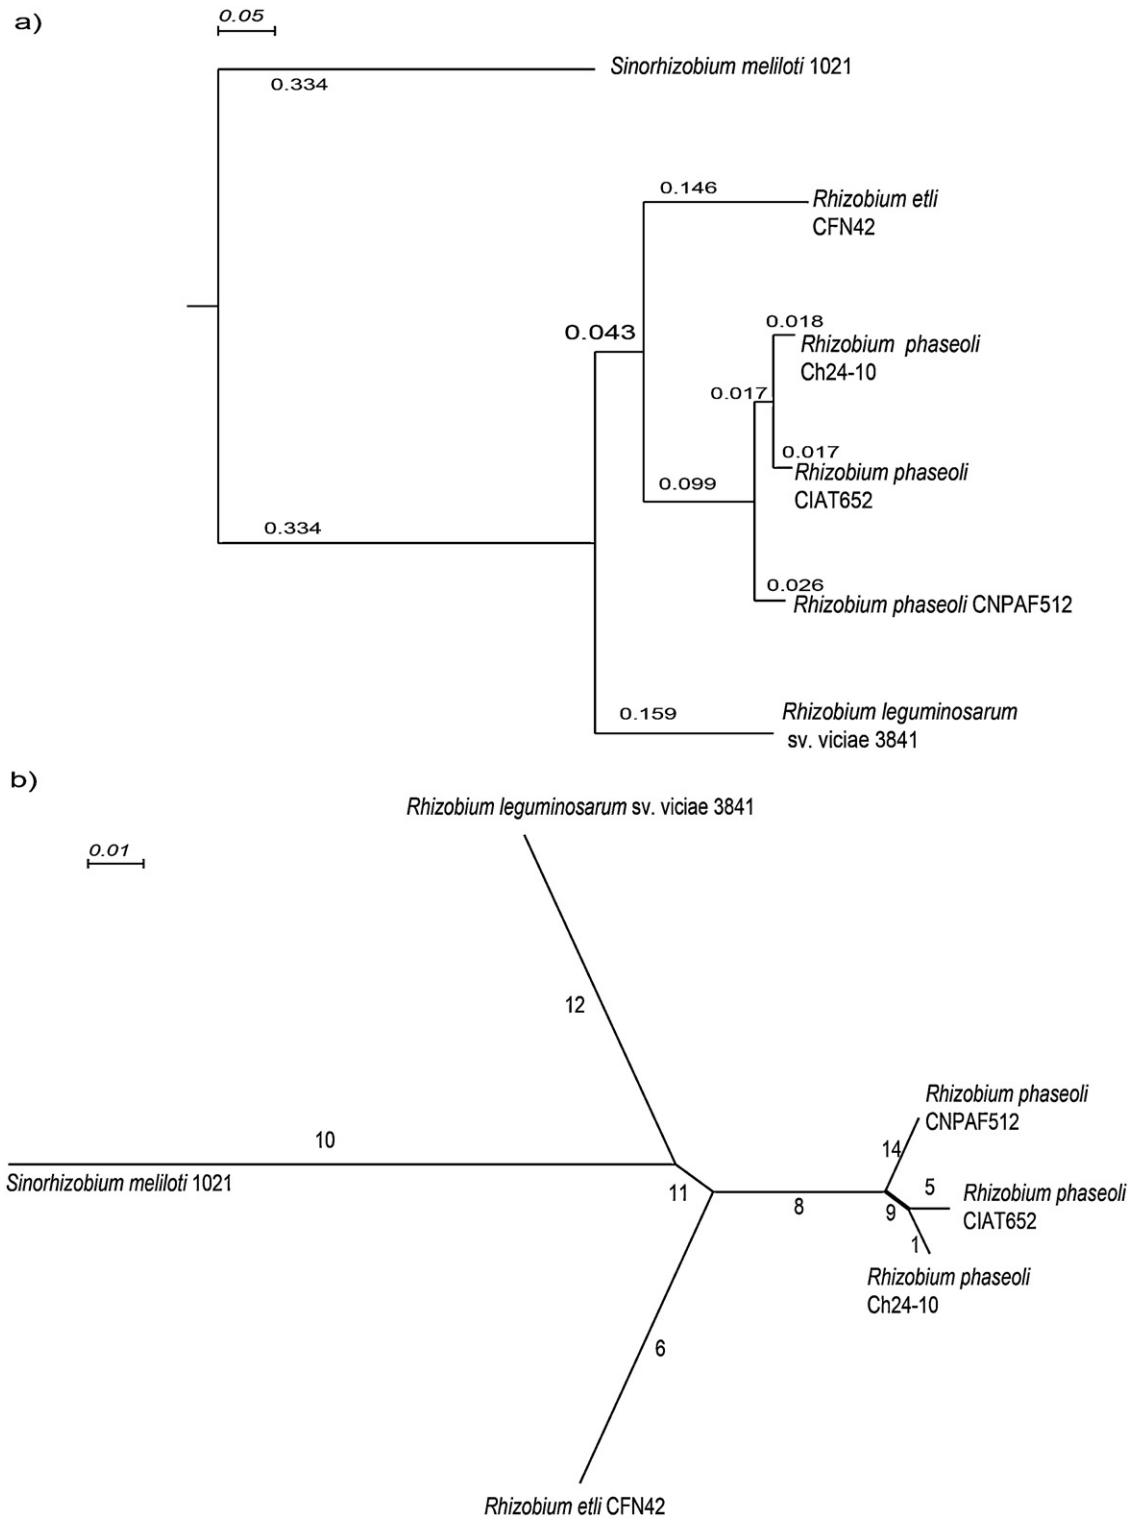 a)
0.05
Sinorhizobium meliloti 1021
0.334
0.146
Rhizobium etli
CFN42
0.018
Rhizobium phaseoli
Ch24-10
0.043
0.017
0.017
Rhizobium phaseoli
CIAT652
0.099
0.334
0.026
Rhizobium phaseoli CNPAF512
0.159
Rhizobium leguminosarum
sv. viciae 3841
b)
Rhizobium leguminosarum sv. viciae 3841
0.01
12
Rhizobium phaseoli
CNPAF512
10
14
Sinorhizobium meliloti 1021
11
8
9
5
Rhizobium phaseoli
CIAT652
1
Rhizobium phaseoli
Ch24-10
6
Rhizobium etli CFN42